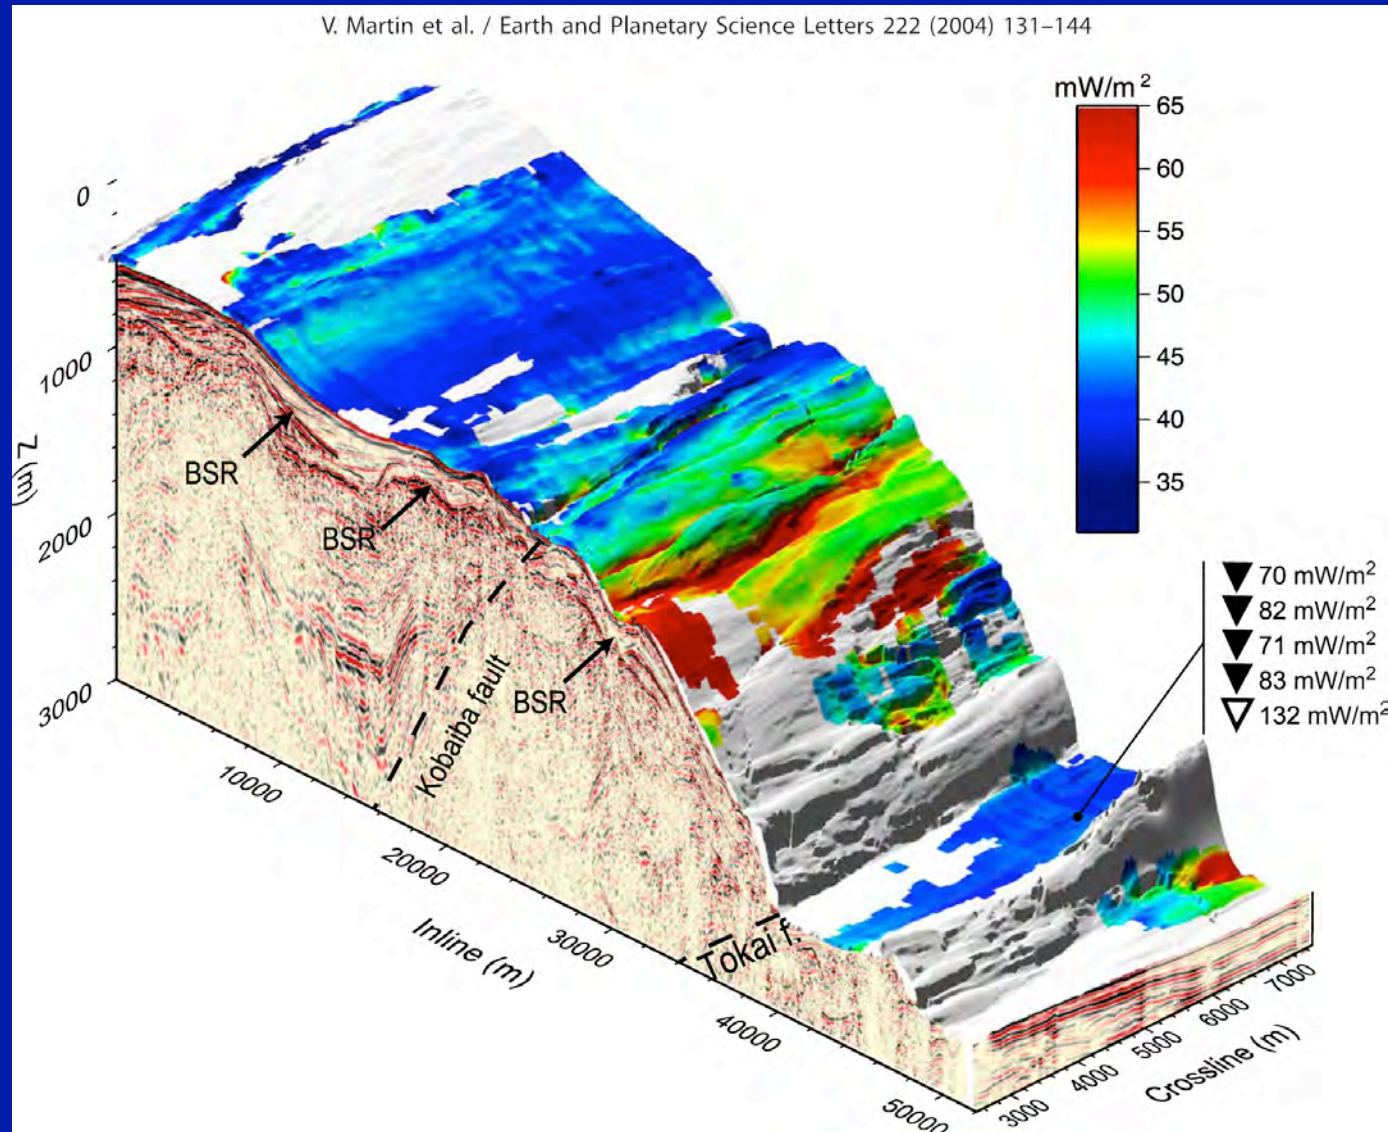 V. Martin et al. / Earth and Planetary Science Letters 222 (2004) 131–144
mW/m²
65
60
55
50
45
40
35
0
1000
2000
3000
Z (m)
BSR
BSR
BSR
Kobaiba fault
Tokai f.
70 mW/m²
82 mW/m²
71 mW/m²
83 mW/m²
132 mW/m²
10000
20000
30000
40000
50000
Inline (m)
3000
4000
5000
6000
7000
Crossline (m)